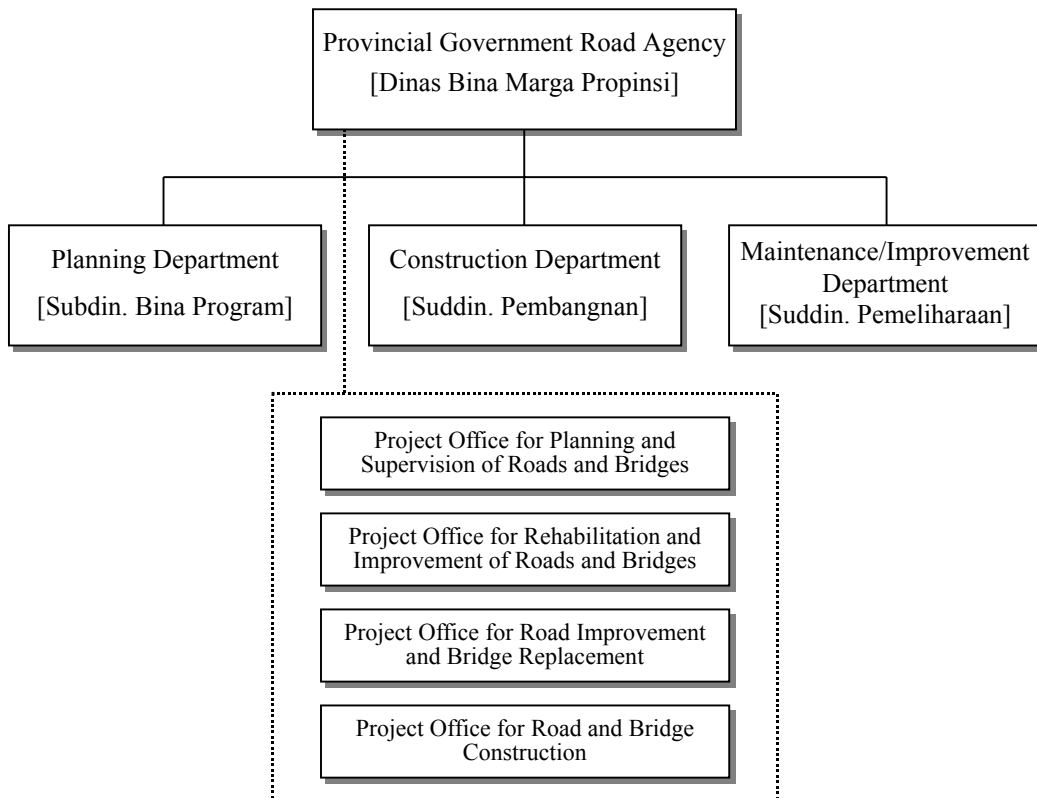 Provincial Government Road Agency
[Dinas Bina Marga Propinsi]
Planning Department
[Subdin. Bina Program]
Construction Department
[Suddin. Pembangnan]
Maintenance/Improvement
Department
[Suddin. Pemeliharaan]
Project Office for Planning and
Supervision of Roads and Bridges
Project Office for Rehabilitation and
Improvement of Roads and Bridges
Project Office for Road Improvement
and Bridge Replacement
Project Office for Road and Bridge
Construction